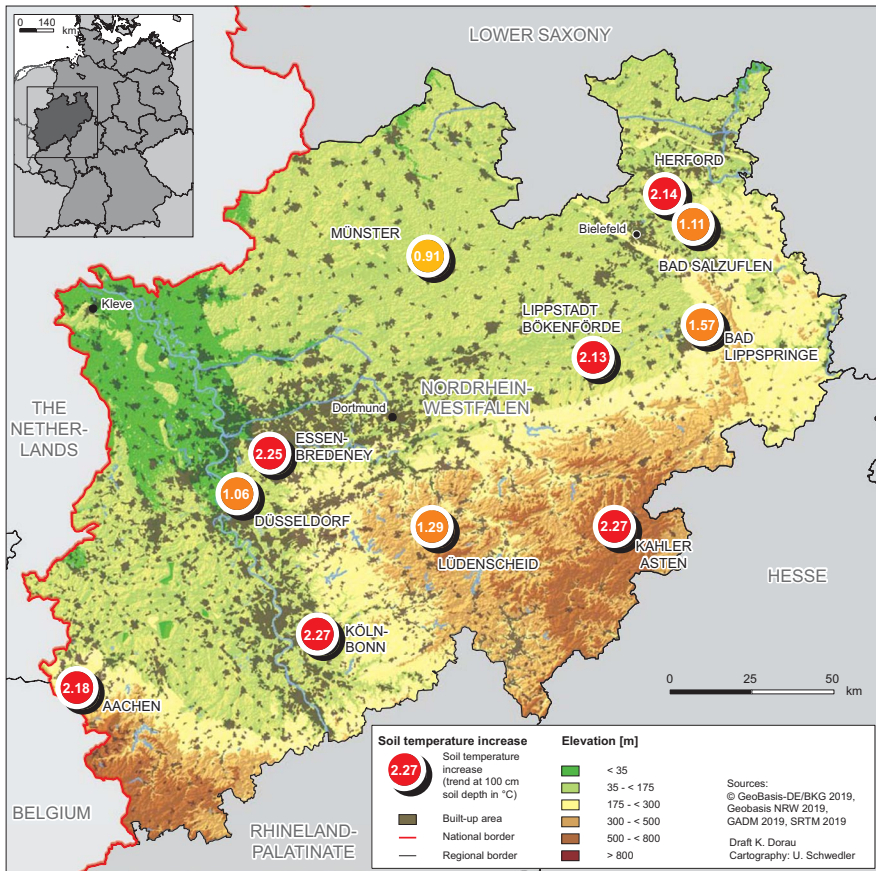 0 140
km
LOWER SAXONY
HERFORD
2.14
1.11
Bielefeld
BAD SALZUFLEN
MÜNSTER
0.91
Kleve
LIPPSTADT
BÖKENFÖRDE
2.13
1.57
BAD
LIPPSPRINGE
THE
NETHER-
LANDS
NORDRHEIN-
WESTFALEN
Dortmund
2.25
ESSEN-
BREDENEY
1.06
DÜSSELDORF
1.29
LÜDENSCHEID
2.27
KAHLER
ASTEN
HESSE
2.27
KÖLN-
BONN
2.18
AACHEN
0 25 50
km
BELGIUM
RHINELAND-
PALATINATE
Soil temperature increase
2.27
Soil temperature
increase
(trend at 100 cm
soil depth in °C)
Built-up area
National border
Regional border
Elevation [m]
< 35
35 - < 175
175 - < 300
300 - < 500
500 - < 800
> 800
Sources:
© GeoBasis-DE/BKG 2019,
Geobasis NRW 2019,
GADM 2019, SRTM 2019
Draft K. Dorau
Cartography: U. Schwedler